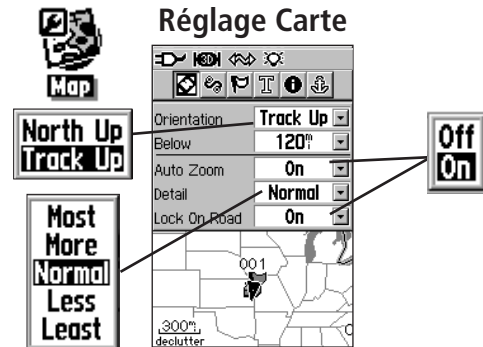 Réglage Carte
Map
Orientation Track Up
Below 120m
Auto Zoom On
Detail Normal
Lock On Road On
North Up
Track Up
Off
On
Most
More
Normal
Less
Least
001
300m
declutter